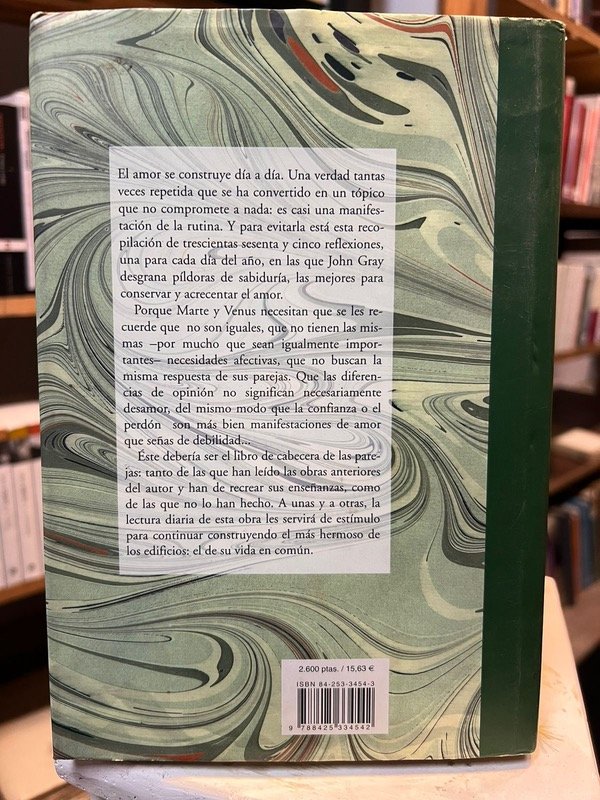 El amor se construye día a día. Una verdad tantas
veces repetida que se ha convertido en un tópico
que no compromete a nada: es casi una manifes-
tación de la rutina. Y para evitarla está esta reco-
pilación de trescientas sesenta y cinco reflexiones,
una para cada día del año, en las que John Gray
desgrana píldoras de sabiduría, las mejores para
conservar y acrecentar el amor.
Porque Marte y Venus necesitan que se les re-
cuerde que no son iguales, que no tienen las mis-
mas –por mucho que sean igualmente impor-
tantes– necesidades afectivas, que no buscan la
misma respuesta de sus parejas. Que las diferen-
cias de opinión no significan necesariamente
desamor, del mismo modo que la confianza o el
perdón son más bien manifestaciones de amor
que señas de debilidad...
Éste debería ser el libro de cabecera de las pare-
jas: tanto de las que han leído las obras anteriores
del autor y han de recrear sus enseñanzas, como
de las que no lo han hecho. A unas y a otras, la
lectura diaria de esta obra les servirá de estímulo
para continuar construyendo el más hermoso de
los edificios: el de su vida en común.
2.600 ptas. / 15,63 €
ISBN 84-253-3454-3
9 788425 334542